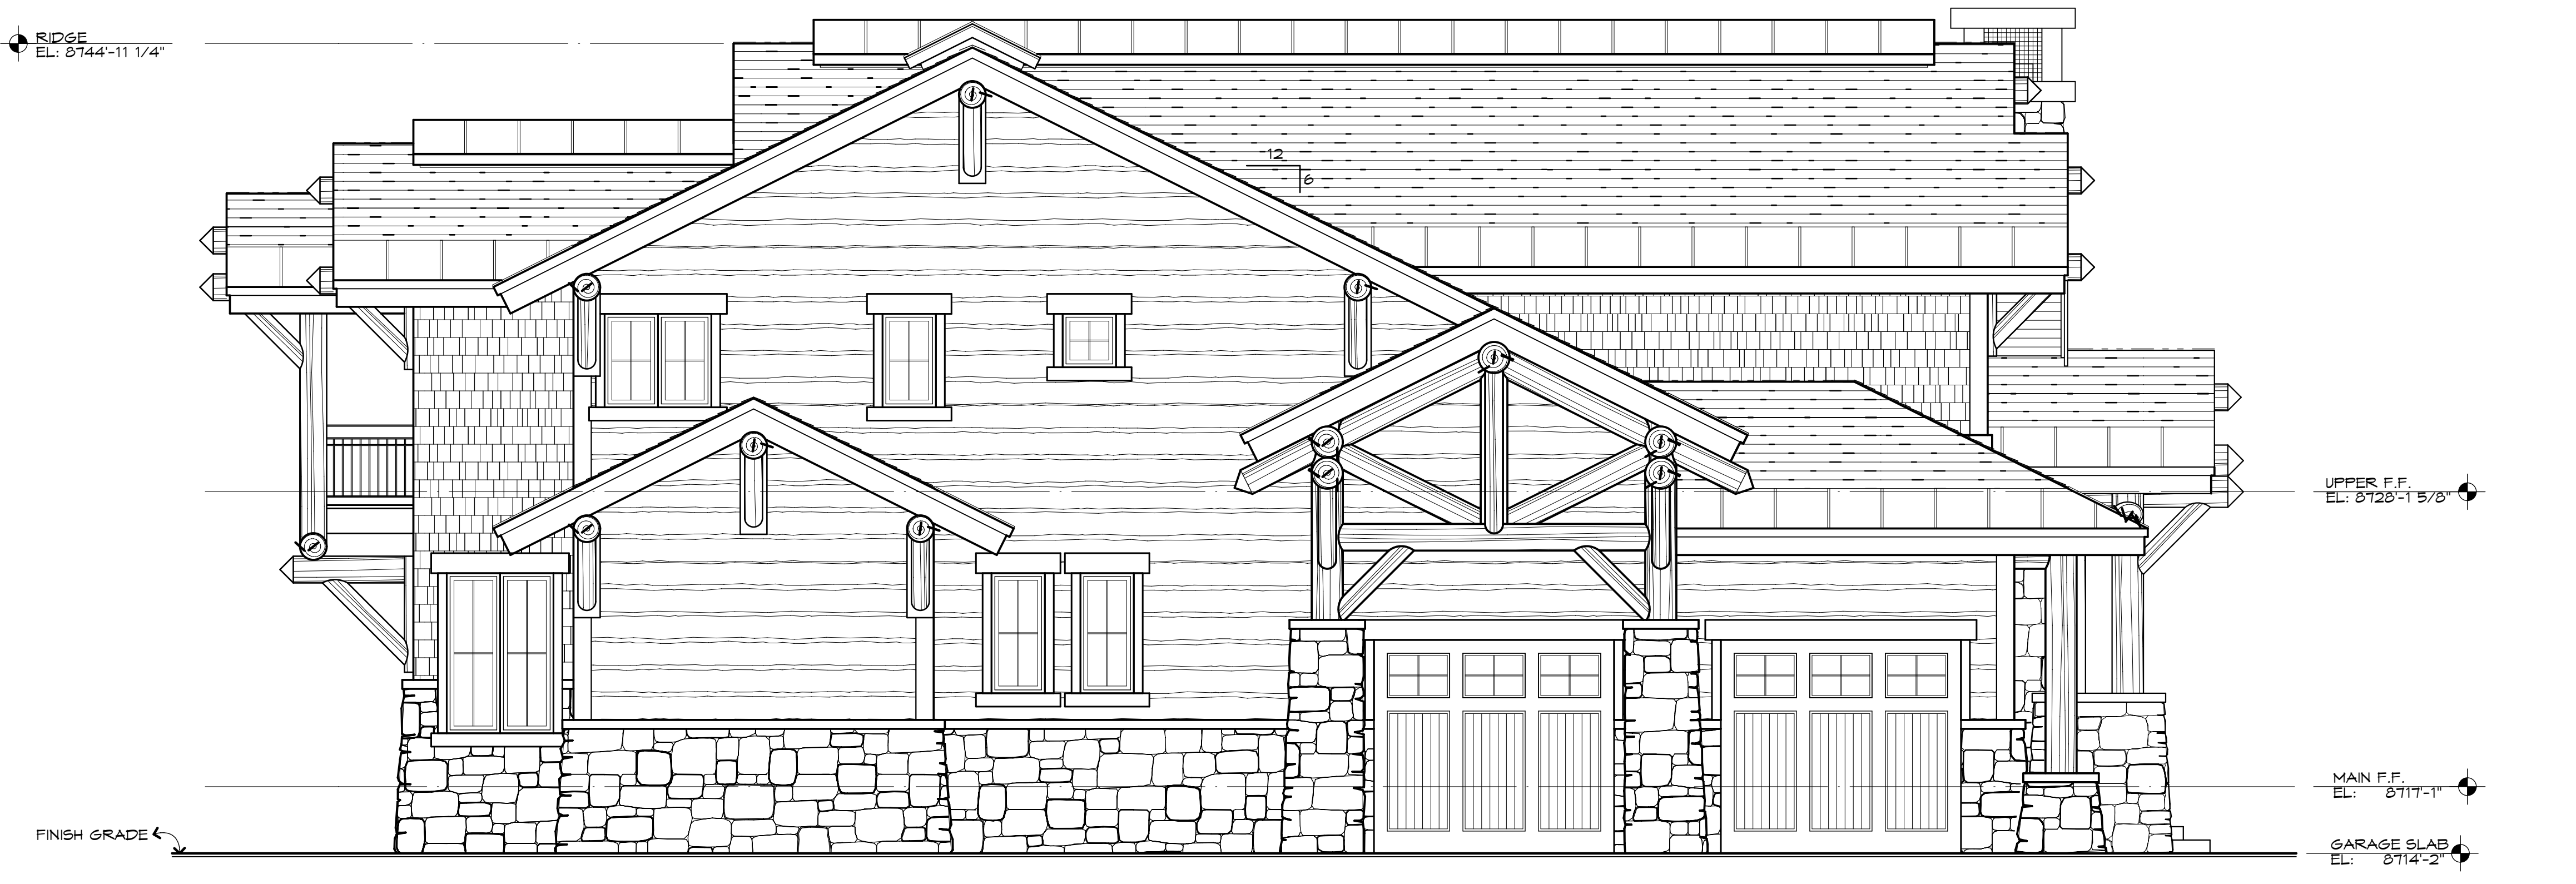 RIDGE
EL: 8744'-11 1/4"
12
6
UPPER F.F.
EL: 8728'-1 5/8"
MAIN F.F.
EL: 8717'-1"
FINISH GRADE
GARAGE SLAB
EL: 8714'-2"